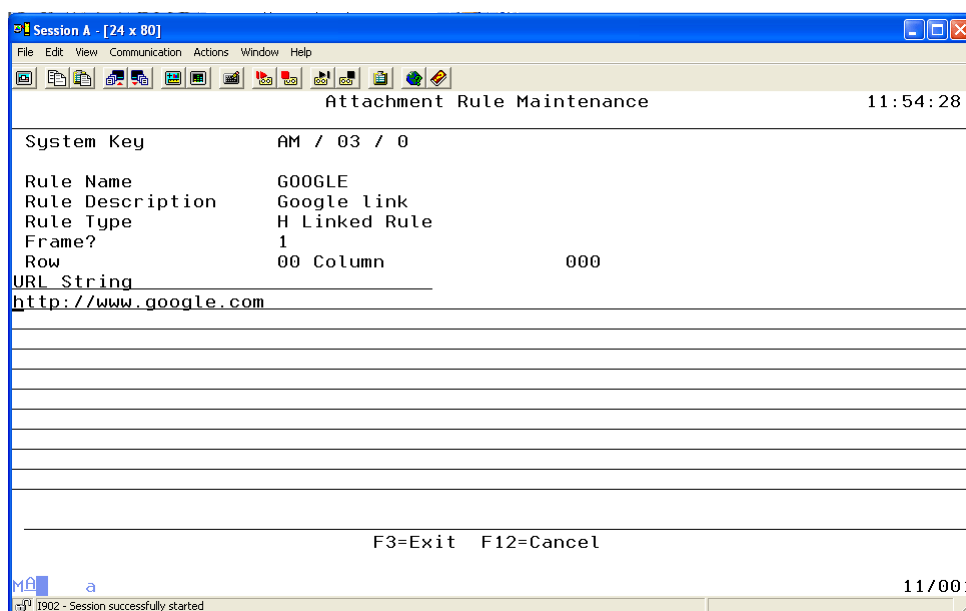 Session A - [24 x 80]
File Edit View Communication Actions Window Help
Attachment Rule Maintenance 11:54:28
System Key AM / 03 / 0
Rule Name GOOGLE
Rule Description Google link
Rule Type H Linked Rule
Frame? 1
Row 00 Column 000
URL String
http://www.google.com
F3=Exit F12=Cancel
MA a 11/00
I902 - Session successfully started